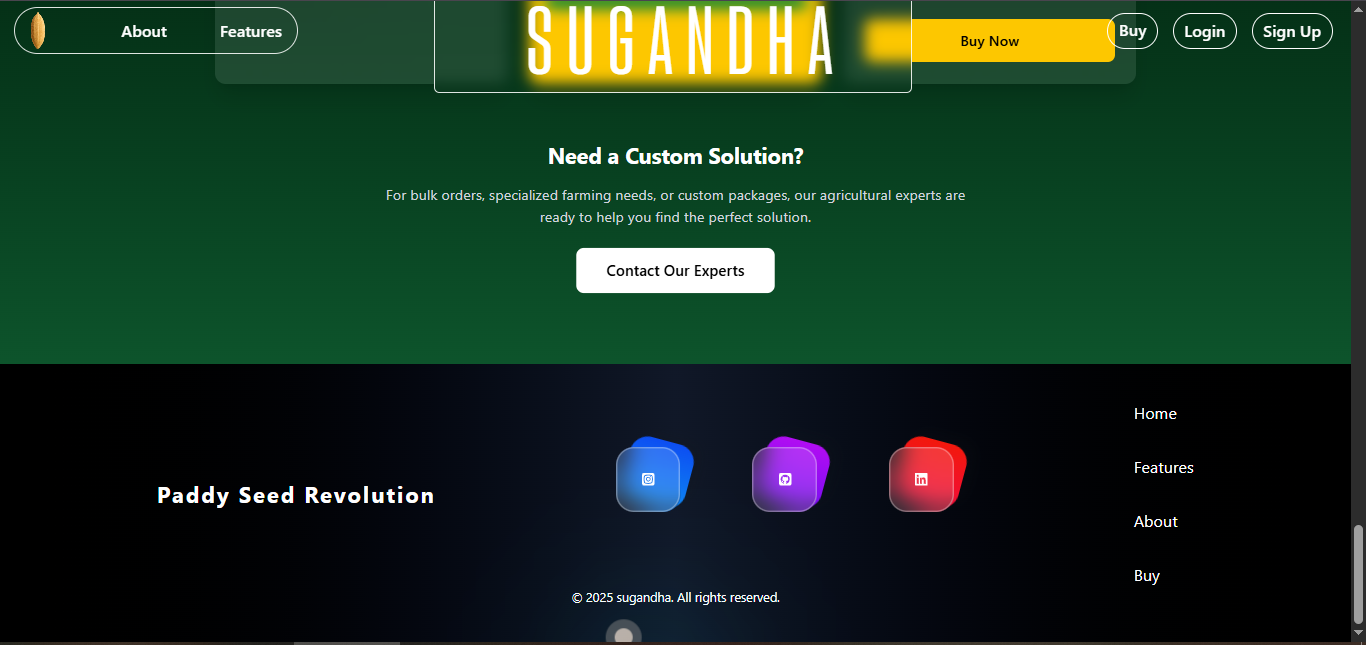 About
Features
SUGANDHA
Buy Now
Buy
Login
Sign Up
Need a Custom Solution?
For bulk orders, specialized farming needs, or custom packages, our agricultural experts are
ready to help you find the perfect solution.
Contact Our Experts
Paddy Seed Revolution
Home
Features
About
Buy
© 2025 sugandha. All rights reserved.